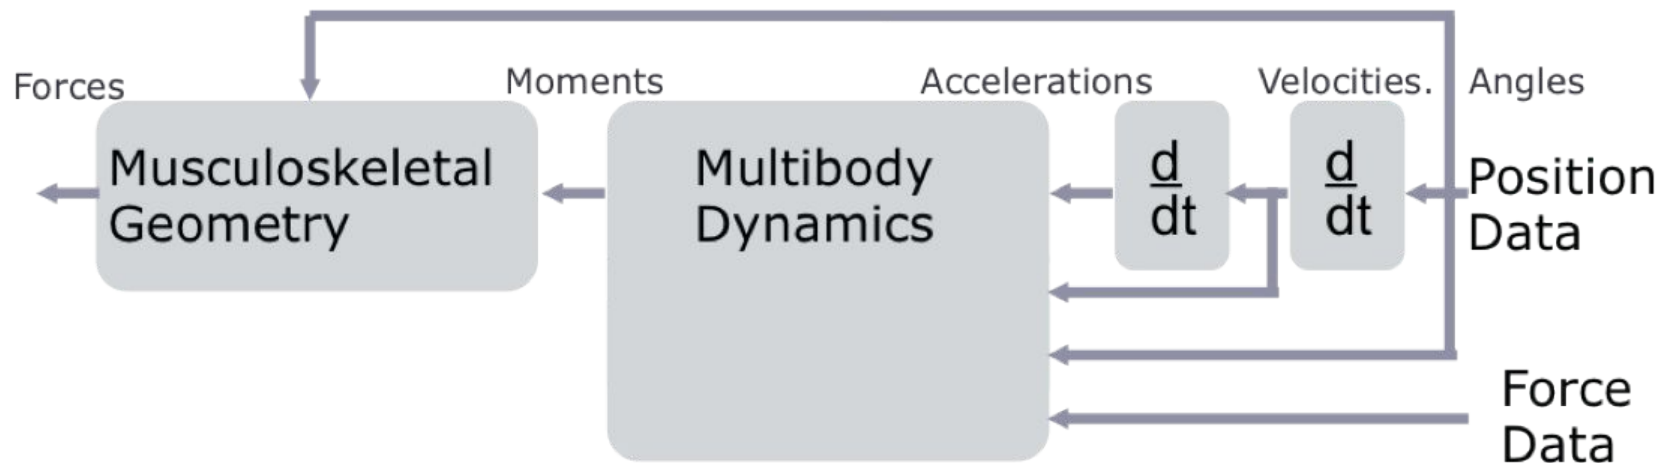 Forces
Moments
Accelerations
Velocities.
Angles
Musculoskeletal
Geometry
Multibody
Dynamics
d
dt
d
dt
Position
Data
Force
Data